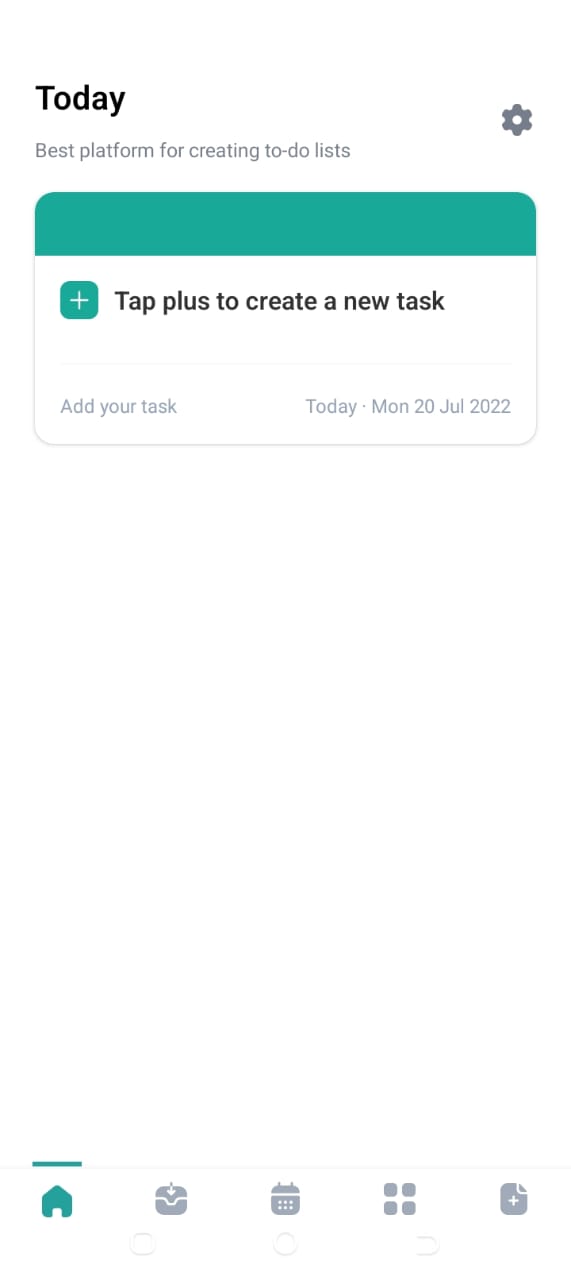 Today
Best platform for creating to-do lists
Tap plus to create a new task
Add your task
Today · Mon 20 Jul 2022